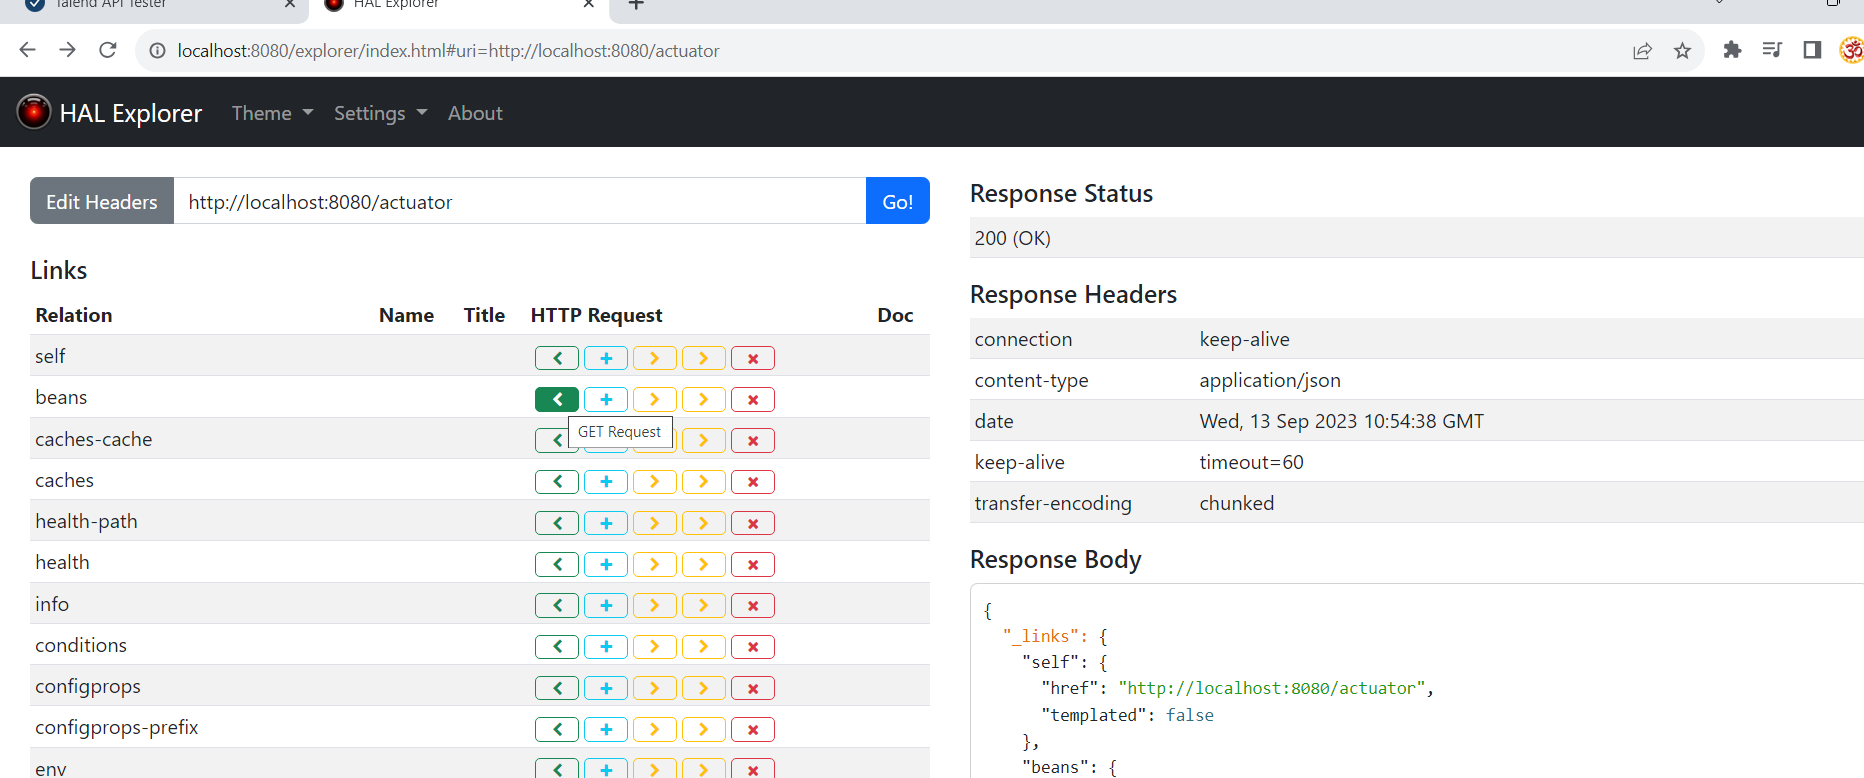 Talend API Tester
HAL Explorer
localhost:8080/explorer/index.html#uri=http://localhost:8080/actuator
HAL Explorer Theme Settings About
Edit Headers http://localhost:8080/actuator Go!
Links
Relation Name Title HTTP Request Doc
self
beans
GET Request
caches-cache
caches
health-path
health
info
conditions
configprops
configprops-prefix
env
Response Status
200 (OK)
Response Headers
connection keep-alive
content-type application/json
date Wed, 13 Sep 2023 10:54:38 GMT
keep-alive timeout=60
transfer-encoding chunked
Response Body
{
"_links": {
"self": {
"href": "http://localhost:8080/actuator",
"templated": false
},
"beans": {